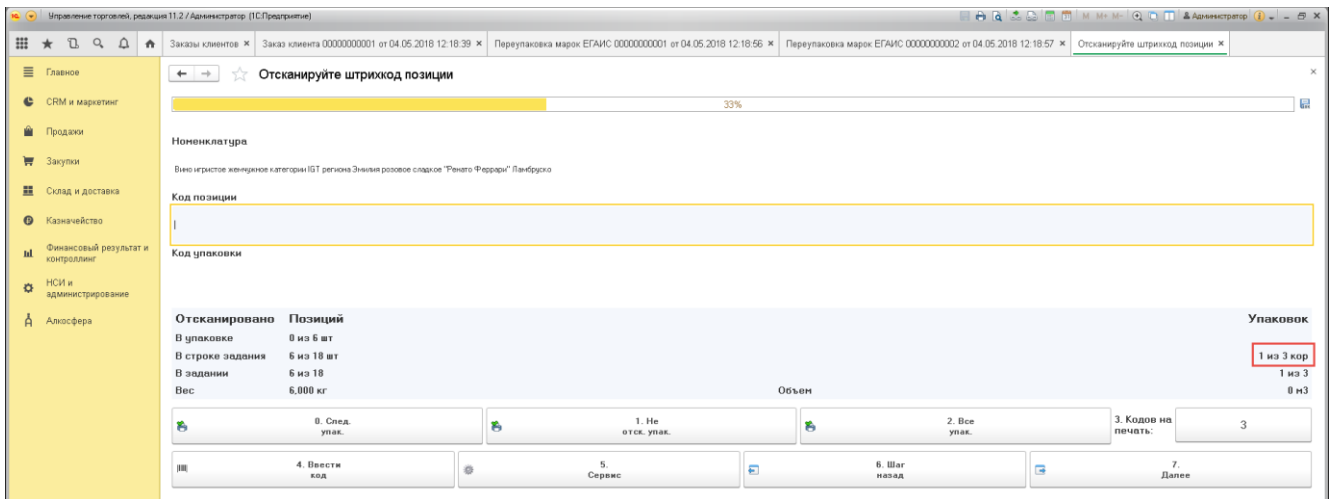 Управление торговлей, редакция 11.2 / Администратор (1С:Предприятие)
M M+ M-
Администратор
Заказы клиентов ×
Заказ клиента 00000000001 от 04.05.2018 12:18:39 ×
Переупаковка марок ЕГАИС 00000000001 от 04.05.2018 12:18:56 ×
Переупаковка марок ЕГАИС 00000000002 от 04.05.2018 12:18:57 ×
Отсканируйте штрихкод позиции ×
Главное
CRM и маркетинг
Продажи
Закупки
Склад и доставка
Казначейство
Финансовый результат и
контроллинг
НСИ и
администрирование
Алкосфера
Отсканируйте штрихкод позиции
33%
Номенклатура
Вино игристое жемчужное категории IGT региона Эмилия розовое сладкое "Ренато Феррари" Ламбруско
Код позиции
Код упаковки
Отсканировано Позиций Упаковок
В упаковке 0 из 6 шт
В строке задания 6 из 18 шт 1 из 3 кор
В задании 6 из 18 1 из 3
Вес 6,000 кг Объем 0 м3
0. След.
упак.
1. Не
отск. упак.
2. Все
упак.
3. Кодов на
печать:
3
4. Ввести
код
5.
Сервис
6. Шаг
назад
7.
Далее